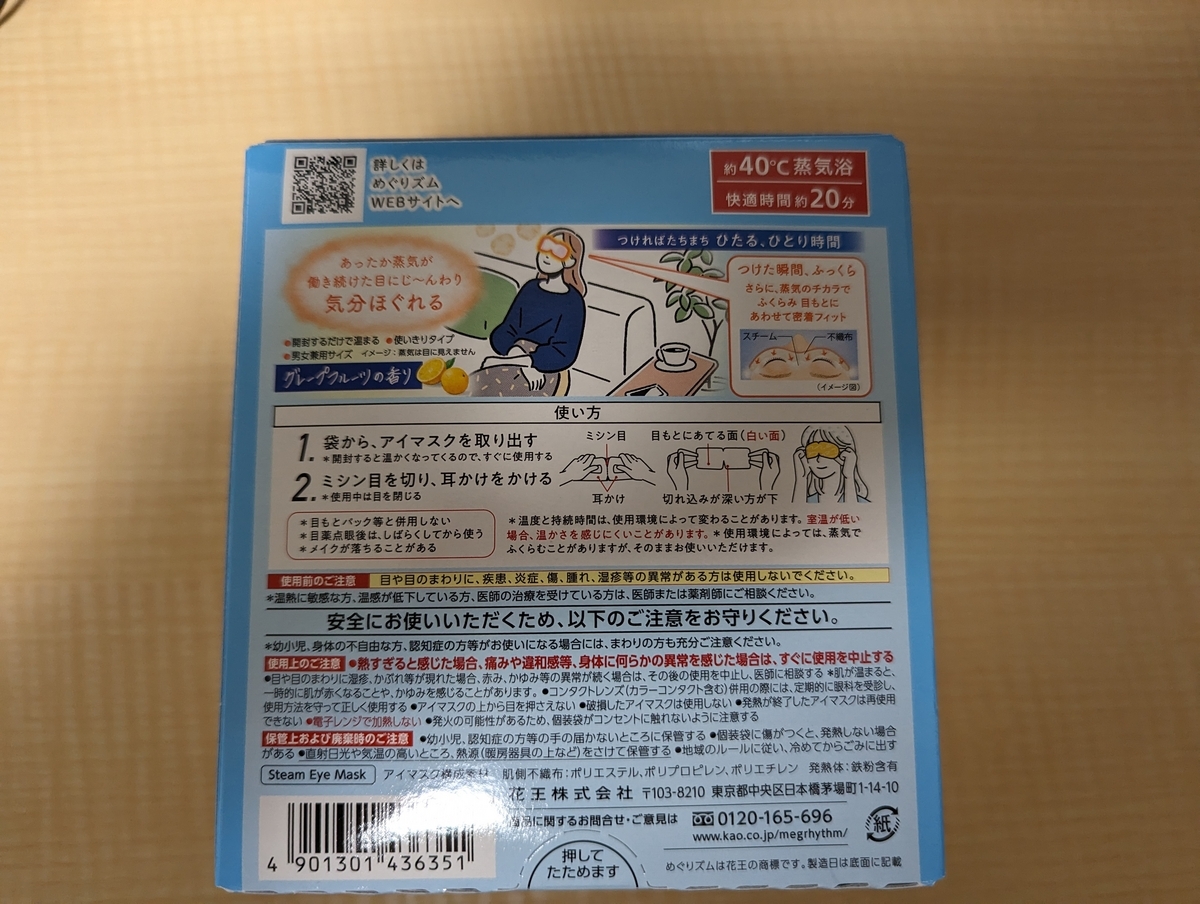 詳しくは
めぐりズム
WEBサイトへ
約40℃蒸気浴
快適時間約20分
つければたちまち ひたる、ひとり時間
あったか蒸気が
働き続けた目にじ〜んわり
気分ほぐれる
●開封するだけで温まる ●使いきりタイプ
●男女兼用サイズ イメージ：蒸気は目に見えません
グレープフルーツの香り
つけた瞬間、ふっくら
さらに、蒸気のチカラで
ふくらみ 目もとに
あわせて密着フィット
スチーム 不織布
（イメージ図）
使い方
1. 袋から、アイマスクを取り出す
＊開封すると温かくなってくるので、すぐに使用する
2. ミシン目を切り、耳かけをかける
＊使用中は目を閉じる
ミシン目
耳かけ
目もとにあてる面（白い面）
切れ込みが深い方が下
＊目もとパック等と併用しない
＊目薬点眼後は、しばらくしてから使う
＊メイクが落ちることがある
＊温度と持続時間は、使用環境によって変わることがあります。室温が低い
場合、温かさを感じにくいことがあります。＊使用環境によっては、蒸気で
ふくらむことがありますが、そのままお使いいただけます。
使用前のご注意 目や目のまわりに、疾患、炎症、傷、腫れ、湿疹等の異常がある方は使用しないでください。
＊温熱に敏感な方、温感が低下している方、医師の治療を受けている方は、医師または薬剤師にご相談ください。
安全にお使いいただくため、以下のご注意をお守りください。
＊幼小児、身体の不自由な方、認知症の方等がお使いになる場合には、まわりの方も充分ご注意ください。
使用上のご注意 ●熱すぎると感じた場合、痛みや違和感等、身体に何らかの異常を感じた場合は、すぐに使用を中止する
●目や目のまわりに湿疹、かぶれ等が現れた場合、赤み、かゆみ等の異常が続く場合は、その後の使用を中止し、医師に相談する ＊肌が温まると、
一時的に肌が赤くなることや、かゆみを感じることがあります。●コンタクトレンズ（カラーコンタクト含む）併用の際には、定期的に眼科を受診し、
使用方法を守って正しく使用する ●アイマスクの上から目を押さえない ●破損したアイマスクは使用しない ●発熱が終了したアイマスクは再使用
できない ●電子レンジで加熱しない ●発火の可能性があるため、個装袋がコンセントに触れないように注意する
保管上および廃棄時のご注意 ●幼小児、認知症の方等の手の届かないところに保管する ●個装袋に傷がつくと、発熱しない場合
がある ●直射日光や気温の高いところ、熱源（暖房器具の上など）をさけて保管する ●地域のルールに従い、冷めてからごみに出す
Steam Eye Mask アイマスク構成素材 肌側不織布：ポリエステル、ポリプロピレン、ポリエチレン 発熱体：鉄粉含有
花王株式会社 〒103-8210 東京都中央区日本橋茅場町1-14-10
商品に関するお問合せ・ご意見は 0120-165-696
www.kao.co.jp/megrhythm/
紙
4 901301 436351
押して
たためます
めぐりズムは花王の商標です。製造日は底面に記載